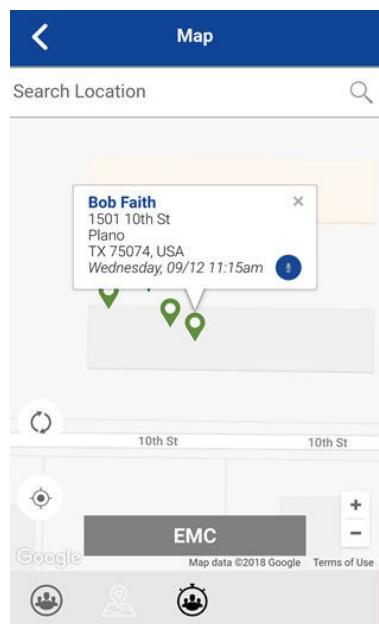 Map
Search Location
Bob Faith
1501 10th St
Plano
TX 75074, USA
Wednesday, 09/12 11:15am
10th St 10th St
EMC
Google
Map data ©2018 Google Terms of Use